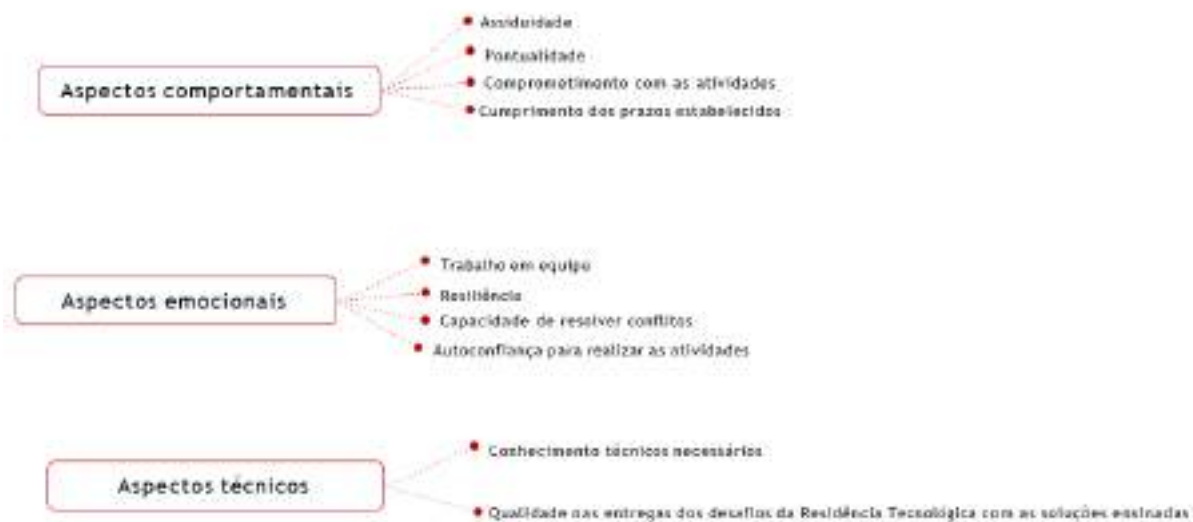 Assiduidade
Pontualidade
Aspectos comportamentais
Comprometimento com as atividades
Cumprimento dos prazos estabelecidos
Trabalho em equipe
Aspectos emocionais
Resiliência
Capacidade de resolver conflitos
Autoconfiança para realizar as atividades
Conhecimento técnicos necessários
Aspectos técnicos
Qualidade nas entregas dos desafios da Residência Tecnológica com as soluções ensinadas